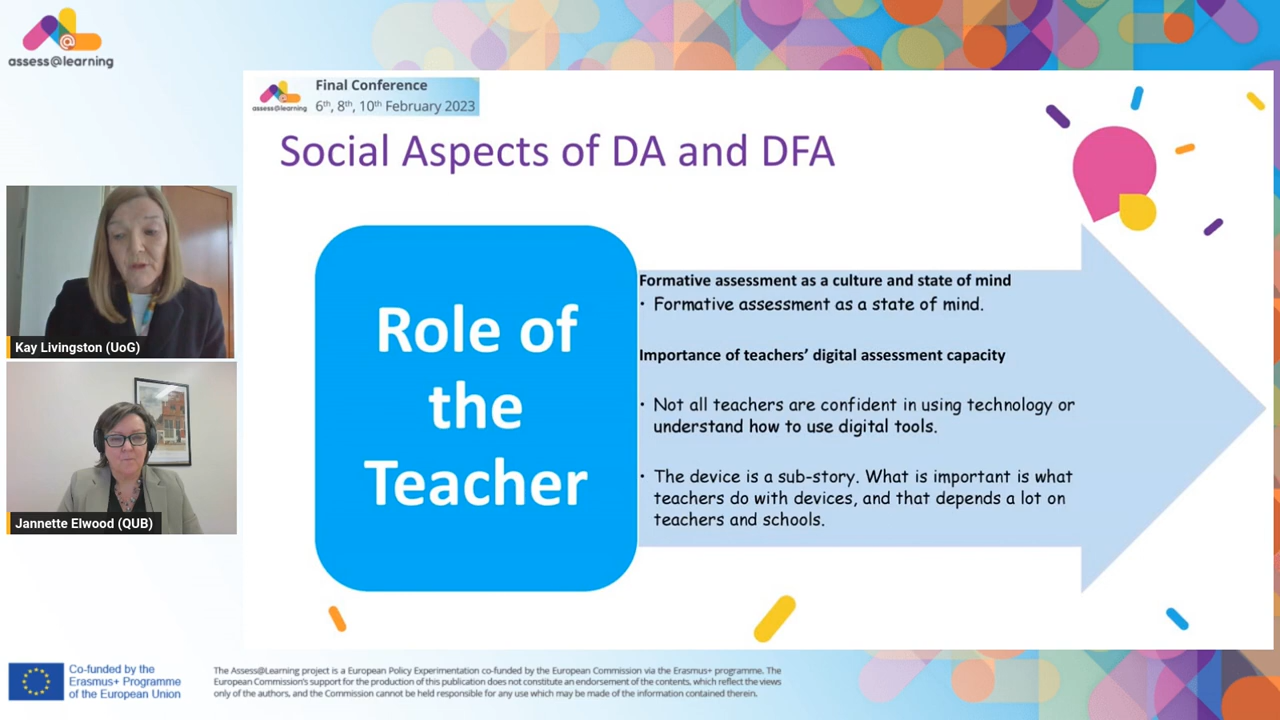 assess@learning
assess@learning
Final Conference
6th, 8th, 10th February 2023
Social Aspects of DA and DFA
Role of
the
Teacher
Formative assessment as a culture and state of mind
• Formative assessment as a state of mind.
Importance of teachers’ digital assessment capacity
• Not all teachers are confident in using technology or
understand how to use digital tools.
• The device is a sub-story. What is important is what
teachers do with devices, and that depends a lot on
teachers and schools.
Kay Livingston (UoG)
Jannette Elwood (QUB)
Co-funded by the
Erasmus+ Programme
of the European Union
The Assess@Learning project is a European Policy Experimentation co-funded by the European Commission via the Erasmus+ programme. The
European Commission's support for the production of this publication does not constitute an endorsement of the contents, which reflect the views
only of the authors, and the Commission cannot be held responsible for any use which may be made of the information contained therein.